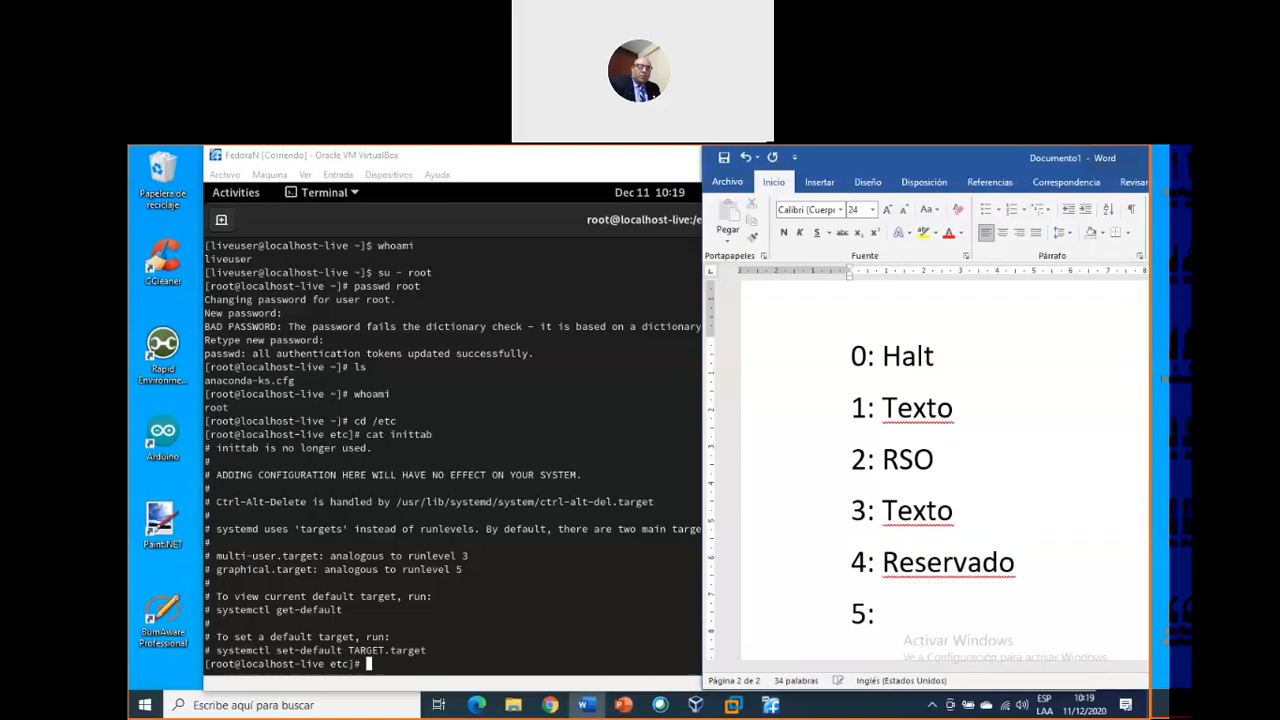 Papelera de
reciclaje
CCleaner
Rapid
Environme...
Arduino
Paint.NET
BurnAware
Professional
FedoraN [Corriendo] - Oracle VM VirtualBox
Archivo Máquina Ver Entrada Dispositivos Ayuda
Activities Terminal Dec 11 10:19
root@localhost-live:/e
[liveuser@localhost-live ~]$ whoami
liveuser
[liveuser@localhost-live ~]$ su - root
[root@localhost-live ~]# passwd root
Changing password for user root.
New password:
BAD PASSWORD: The password fails the dictionary check - it is based on a dictionary
Retype new password:
passwd: all authentication tokens updated successfully.
[root@localhost-live ~]# ls
anaconda-ks.cfg
[root@localhost-live ~]# whoami
root
[root@localhost-live ~]# cd /etc
[root@localhost-live etc]# cat inittab
# inittab is no longer used.
#
# ADDING CONFIGURATION HERE WILL HAVE NO EFFECT ON YOUR SYSTEM.
#
# Ctrl-Alt-Delete is handled by /usr/lib/systemd/system/ctrl-alt-del.target
#
# systemd uses 'targets' instead of runlevels. By default, there are two main targe
#
# multi-user.target: analogous to runlevel 3
# graphical.target: analogous to runlevel 5
#
# To view current default target, run:
# systemctl get-default
#
# To set a default target, run:
# systemctl set-default TARGET.target
[root@localhost-live etc]#
Documento1 - Word
Archivo Inicio Insertar Diseño Disposición Referencias Correspondencia Revisar
Calibri (Cuerpo 24
Pegar
Portapapeles Fuente Párrafo
0: Halt
1: Texto
2: RSO
3: Texto
4: Reservado
5:
Activar Windows
Ve a Configuración para activar Windows.
Página 2 de 2 34 palabras Inglés (Estados Unidos)
Escribe aquí para buscar
ESP
LAA
10:19
11/12/2020